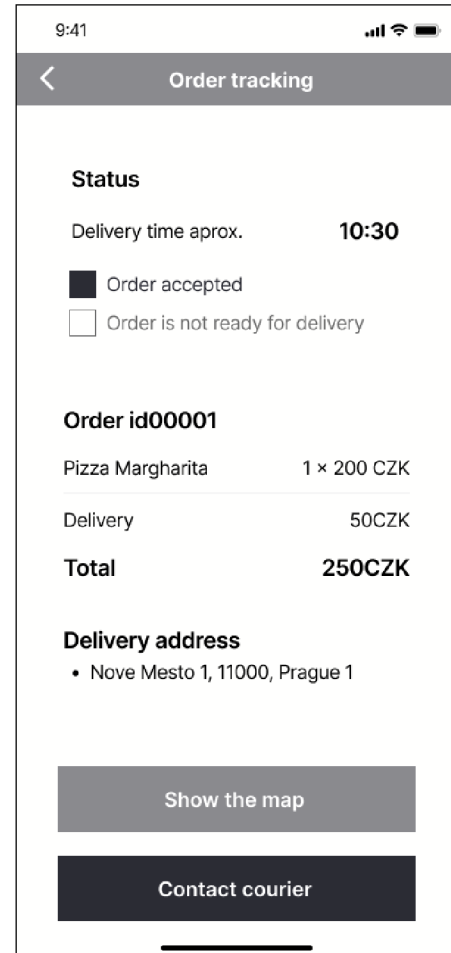 9:41
Order tracking
Status
Delivery time aprox. 10:30
Order accepted
Order is not ready for delivery
Order id00001
Pizza Margharita 1 × 200 CZK
Delivery 50CZK
Total 250CZK
Delivery address
• Nove Mesto 1, 11000, Prague 1
Show the map
Contact courier